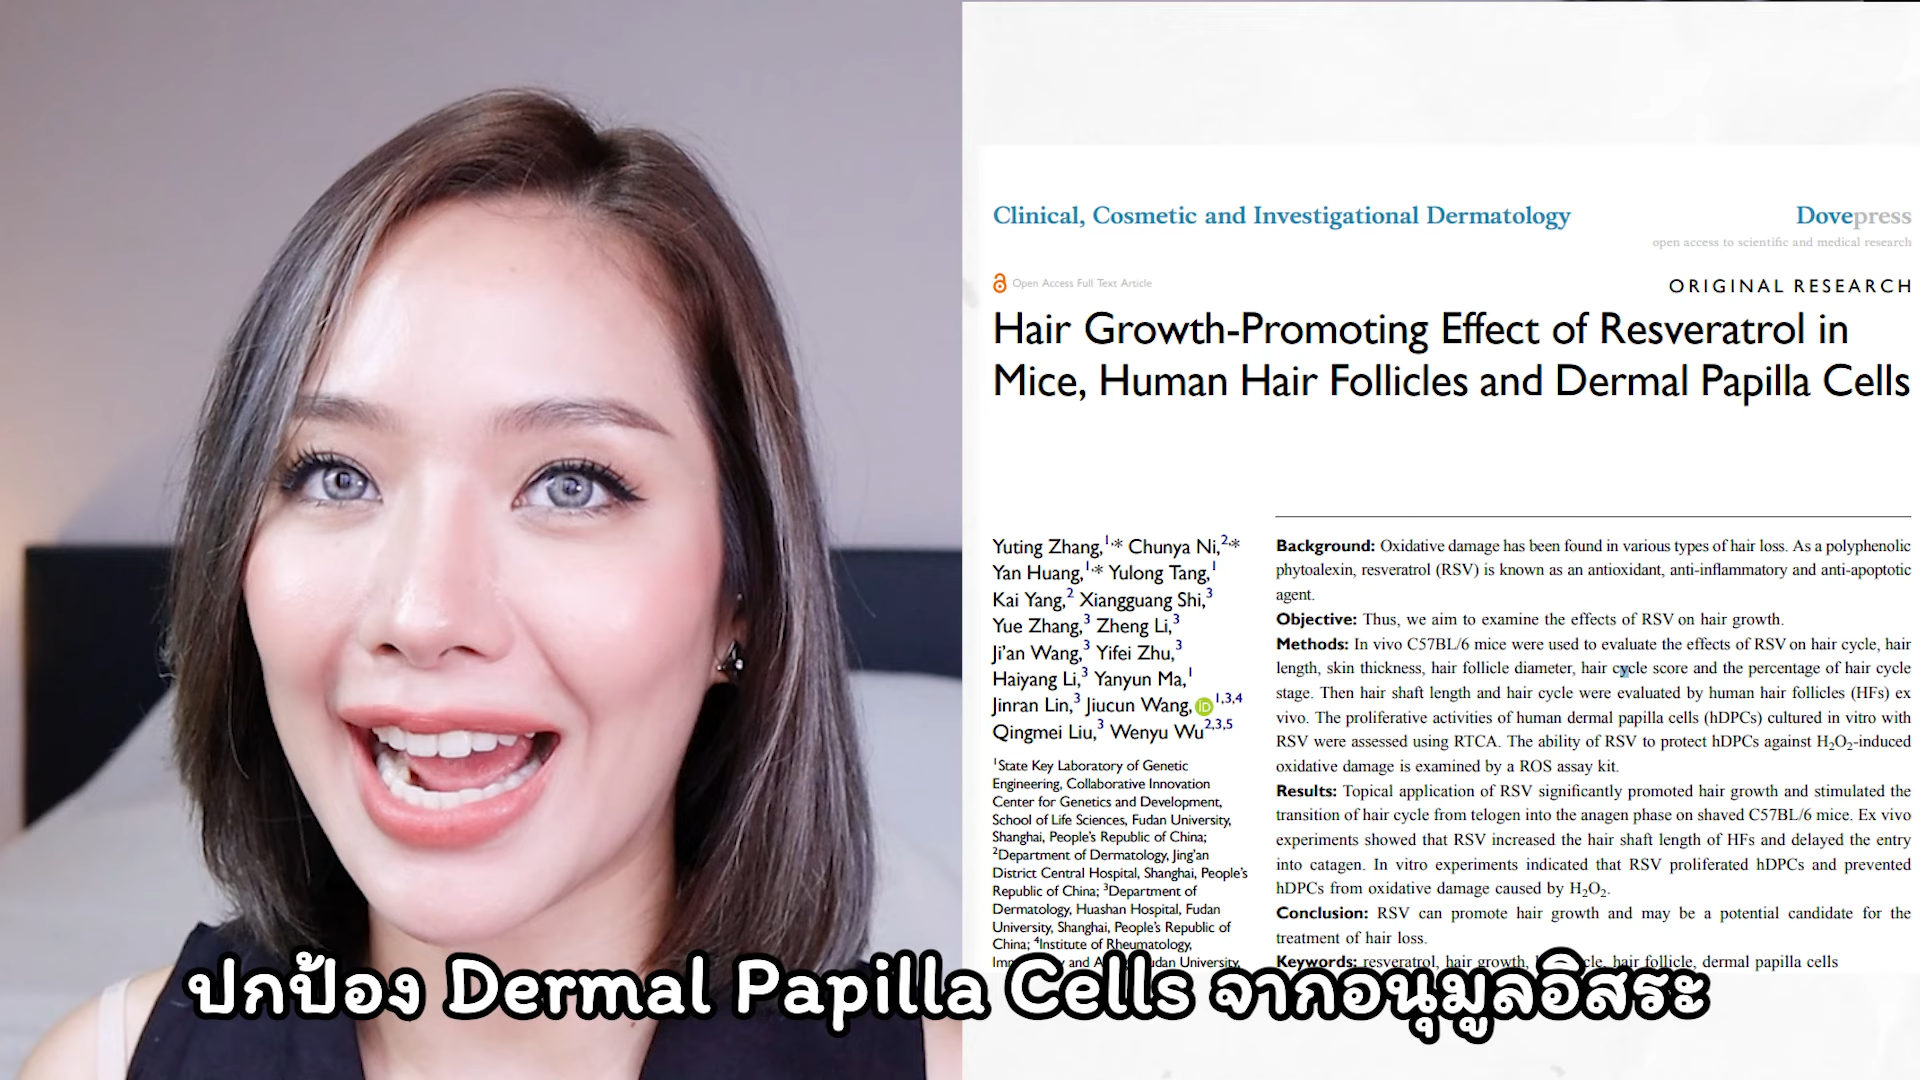 Clinical, Cosmetic and Investigational Dermatology
Dovepress
open access to scientific and medical research
Open Access Full Text Article
ORIGINAL RESEARCH
Hair Growth-Promoting Effect of Resveratrol in
Mice, Human Hair Follicles and Dermal Papilla Cells
Yuting Zhang,1,* Chunya Ni,2,*
Yan Huang,1,* Yulong Tang,1
Kai Yang,2 Xiangguang Shi,3
Yue Zhang,3 Zheng Li,3
Ji’an Wang,3 Yifei Zhu,3
Haiyang Li,3 Yanyun Ma,1
Jinran Lin,3 Jiucun Wang, iD 1,3,4
Qingmei Liu,3 Wenyu Wu2,3,5
1State Key Laboratory of Genetic
Engineering, Collaborative Innovation
Center for Genetics and Development,
School of Life Sciences, Fudan University,
Shanghai, People’s Republic of China;
2Department of Dermatology, Jing’an
District Central Hospital, Shanghai, People’s
Republic of China; 3Department of
Dermatology, Huashan Hospital, Fudan
University, Shanghai, People’s Republic of
China; 4Institute of Rheumatology,
and University,
Background: Oxidative damage has been found in various types of hair loss. As a polyphenolic
phytoalexin, resveratrol (RSV) is known as an antioxidant, anti-inflammatory and anti-apoptotic
agent.
Objective: Thus, we aim to examine the effects of RSV on hair growth.
Methods: In vivo C57BL/6 mice were used to evaluate the effects of RSV on hair cycle, hair
length, skin thickness, hair follicle diameter, hair cycle score and the percentage of hair cycle
stage. Then hair shaft length and hair cycle were evaluated by human hair follicles (HFs) ex
vivo. The proliferative activities of human dermal papilla cells (hDPCs) cultured in vitro with
RSV were assessed using RTCA. The ability of RSV to protect hDPCs against H2O2-induced
oxidative damage is examined by a ROS assay kit.
Results: Topical application of RSV significantly promoted hair growth and stimulated the
transition of hair cycle from telogen into the anagen phase on shaved C57BL/6 mice. Ex vivo
experiments showed that RSV increased the hair shaft length of HFs and delayed the entry
into catagen. In vitro experiments indicated that RSV proliferated hDPCs and prevented
hDPCs from oxidative damage caused by H2O2.
Conclusion: RSV can promote hair growth and may be a potential candidate for the
treatment of hair loss.
Keywords: resveratrol, hair growth, hair follicle, dermal papilla cells
ปกป้อง Dermal Papilla Cells จากอนุมูลอิสระ